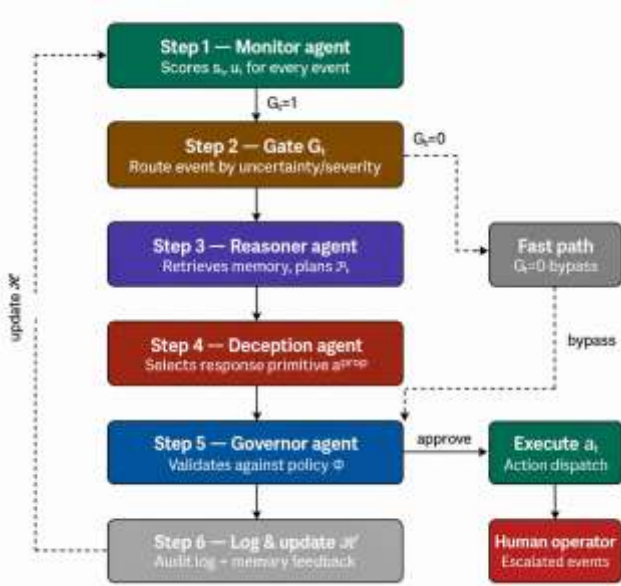 Step 1 — Monitor agent
Scores sₜ, uₜ for every event
Gₜ=1
Step 2 — Gate Gₜ
Route event by uncertainty/severity
Gₜ=0
Step 3 — Reasoner agent
Retrieves memory, plans 𝒫ₜ
Fast path
Gₜ=0 bypass
update ℋ
Step 4 — Deception agent
Selects response primitive aᵖʳᵒᵖ
bypass
Step 5 — Governor agent
Validates against policy Φ
approve
Execute aₜ
Action dispatch
Step 6 — Log & update ℋ
Audit log + memory feedback
Human operator
Escalated events